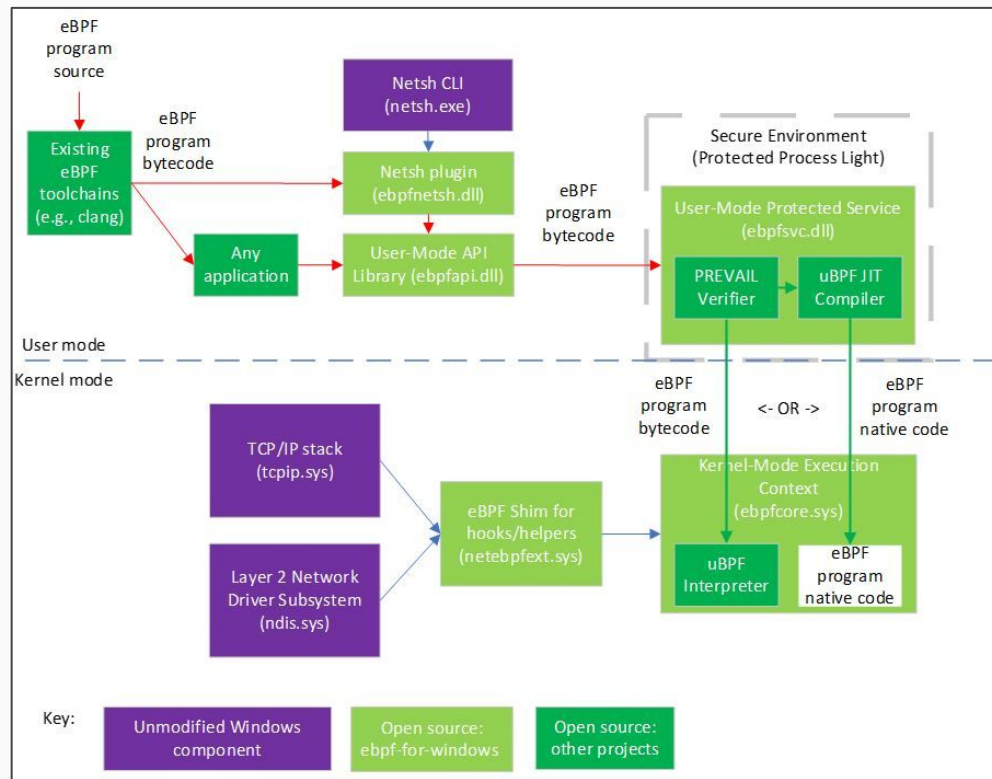 eBPF
program
source
Existing
eBPF
toolchains
(e.g., clang)
eBPF
program
bytecode
Netsh CLI
(netsh.exe)
Netsh plugin
(ebpfnetsh.dll)
Any
application
User-Mode API
Library (ebpfapi.dll)
eBPF
program
bytecode
Secure Environment
(Protected Process Light)
User-Mode Protected Service
(ebpfsvc.dll)
PREVAIL
Verifier
uBPF JIT
Compiler
User mode
Kernel mode
eBPF
program
bytecode
<- OR ->
eBPF
program
native code
TCP/IP stack
(tcpip.sys)
Layer 2 Network
Driver Subsystem
(ndis.sys)
eBPF Shim for
hooks/helpers
(netebpfext.sys)
Kernel-Mode Execution
Context
(ebpfcore.sys)
uBPF
Interpreter
eBPF
program
native code
Key:
Unmodified Windows
component
Open source:
ebpf-for-windows
Open source:
other projects